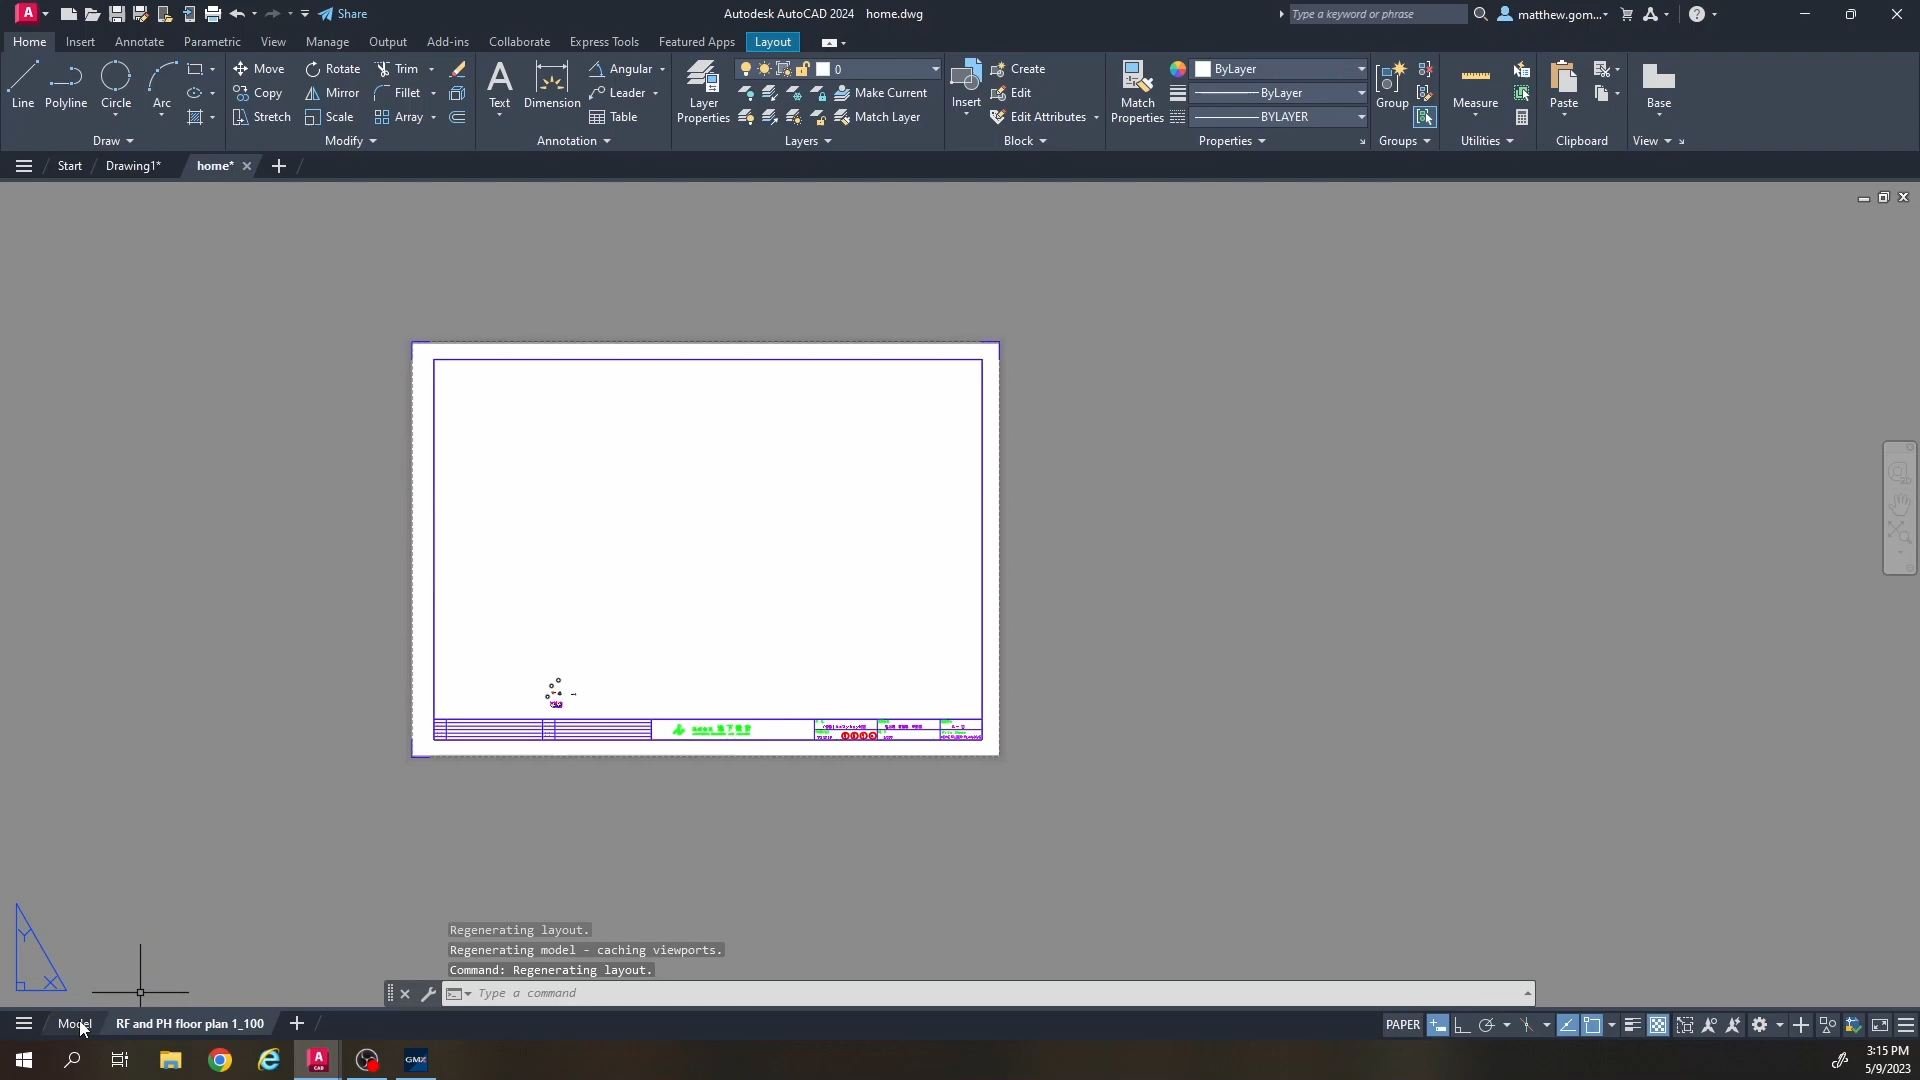 Share
Autodesk AutoCAD 2024 home.dwg
Type a keyword or phrase
matthew.gom...
Home Insert Annotate Parametric View Manage Output Add-ins Collaborate Express Tools Featured Apps Layout
Line Polyline Circle Arc
Move Rotate Trim
Copy Mirror Fillet
Stretch Scale Array
Text Dimension
Angular
Leader
Table
Layer Properties
0
Make Current
Match Layer
Insert
Create
Edit
Edit Attributes
Match Properties
ByLayer
ByLayer
BYLAYER
Group
Measure
Paste
Base
Draw Modify Annotation Layers Block Properties Groups Utilities Clipboard View
Start Drawing1* home*
Y
X
Regenerating layout.
Regenerating model - caching viewports.
Command: Regenerating layout.
Type a command
Model RF and PH floor plan 1_100
PAPER
GMX
3:15 PM
5/9/2023